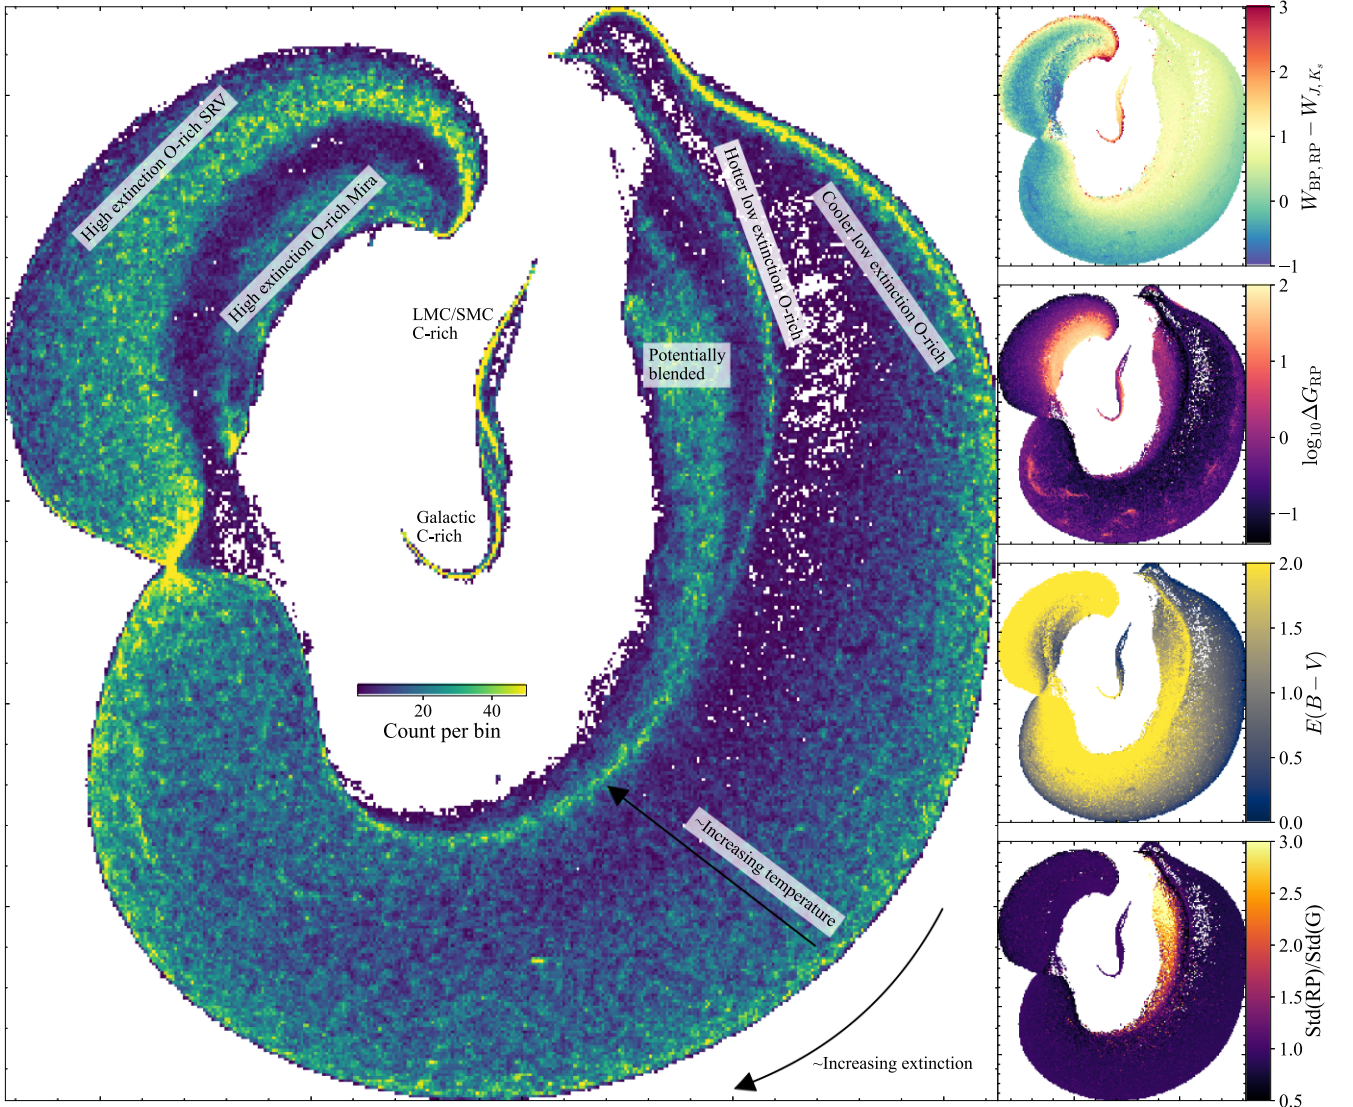 High extinction O-rich SRV
High extinction O-rich Mira
LMC/SMC
C-rich
Galactic
C-rich
Hotter low extinction O-rich
Cooler low extinction O-rich
Potentially
blended
20 40
Count per bin
~Increasing temperature
~Increasing extinction
3
2
1
0
−1
W_BP,RP − W_J,K_s
2
1
0
−1
log₁₀ΔG_RP
2.0
1.5
1.0
0.5
0.0
E(B − V)
3.0
2.5
2.0
1.5
1.0
0.5
Std(RP)/Std(G)